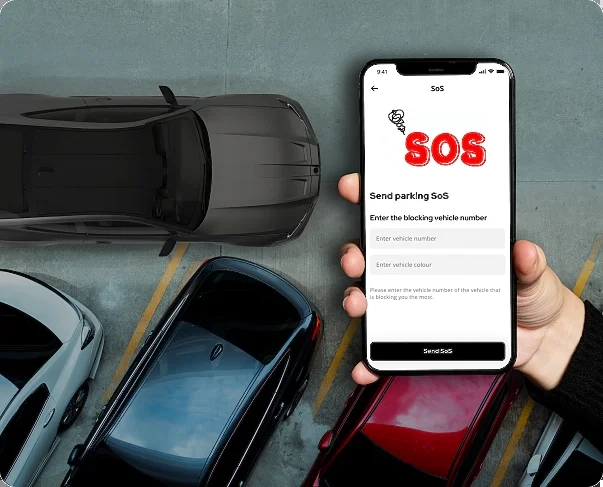 9:41
SoS
SOS
Send parking SoS
Enter the blocking vehicle number
Enter vehicle number
Enter vehicle colour
Please enter the vehicle number of the vehicle that
is blocking you the most.
Send SoS